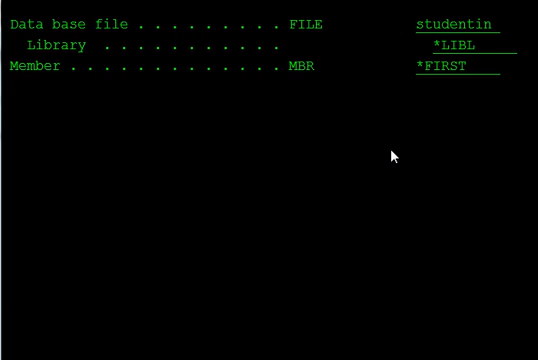 Data base file . . . . . . . . . . FILE studentin
Library . . . . . . . . . . . *LIBL
Member . . . . . . . . . . . . . MBR *FIRST